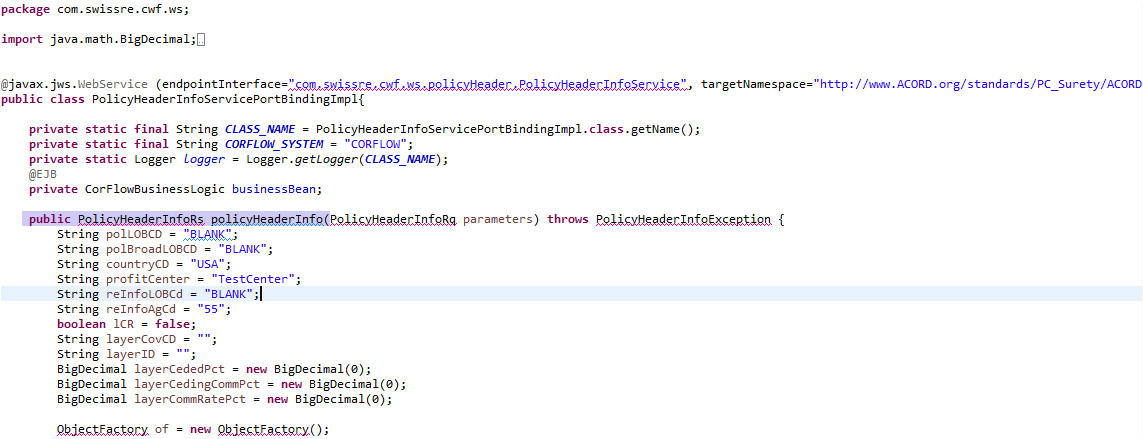 package com.swissre.cwf.ws;
import java.math.BigDecimal;
@javax.jws.WebService (endpointInterface="com.swissre.cwf.ws.policyHeader.PolicyHeaderInfoService", targetNamespace="http://www.ACORD.org/standards/PC_Surety/ACORD
public class PolicyHeaderInfoServicePortBindingImpl{
private static final String CLASS_NAME = PolicyHeaderInfoServicePortBindingImpl.class.getName();
private static final String CORFLOW_SYSTEM = "CORFLOW";
private static Logger logger = Logger.getLogger(CLASS_NAME);
@EJB
private CorFlowBusinessLogic businessBean;
public PolicyHeaderInfoRs policyHeaderInfo(PolicyHeaderInfoRq parameters) throws PolicyHeaderInfoException {
String polLOBCD = "BLANK";
String polBroadLOBCD = "BLANK";
String countryCD = "USA";
String profitCenter = "TestCenter";
String reInfoLOBCd = "BLANK";
String reInfoAgCd = "55";
boolean lCR = false;
String layerCovCD = "";
String layerID = "";
BigDecimal layerCededPct = new BigDecimal(0);
BigDecimal layerCedingCommPct = new BigDecimal(0);
BigDecimal layerCommRatePct = new BigDecimal(0);
ObjectFactory of = new ObjectFactory();